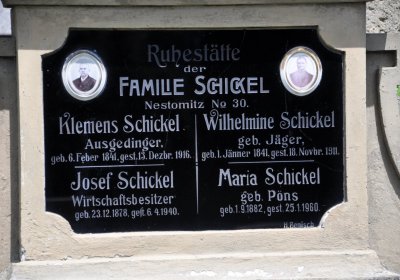 Ruhestätte
der
FAMILIE SCHICKEL
Nestomitz No 30.
Klemens Schickel
Ausgedinger,
geb. 6. Feber 1841, gest. 13. Dezbr. 1916.
Wilhelmine Schickel
geb. Jäger,
geb. 1. Jänner 1841. gest. 18. Novbr. 1911.
Josef Schickel
Wirtschaftsbesitzer
geb. 23.12.1878, gest. 6.4.1940.
Maria Schickel
geb. Pöns
geb. 1.9.1882, gest. 25.1.1960.
H. Benisch